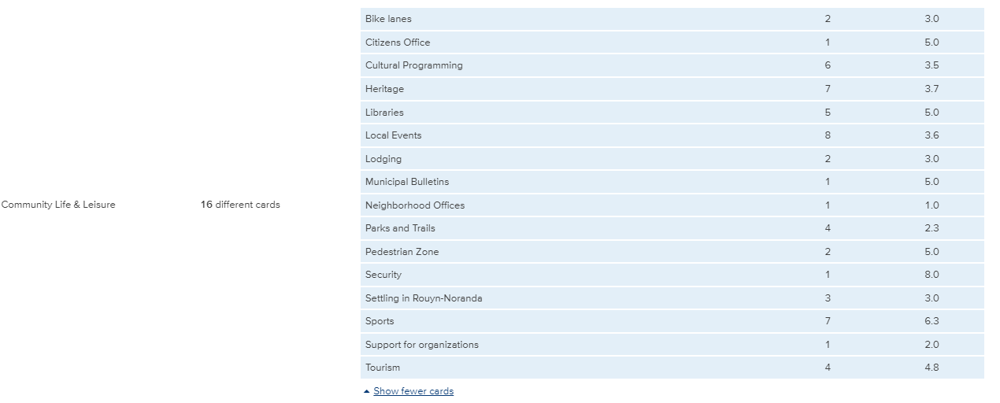 Bike lanes 2 3.0
Citizens Office 1 5.0
Cultural Programming 6 3.5
Heritage 7 3.7
Libraries 5 5.0
Local Events 8 3.6
Lodging 2 3.0
Municipal Bulletins 1 5.0
Community Life & Leisure 16 different cards Neighborhood Offices 1 1.0
Parks and Trails 4 2.3
Pedestrian Zone 2 5.0
Security 1 8.0
Settling in Rouyn-Noranda 3 3.0
Sports 7 6.3
Support for organizations 1 2.0
Tourism 4 4.8
Show fewer cards